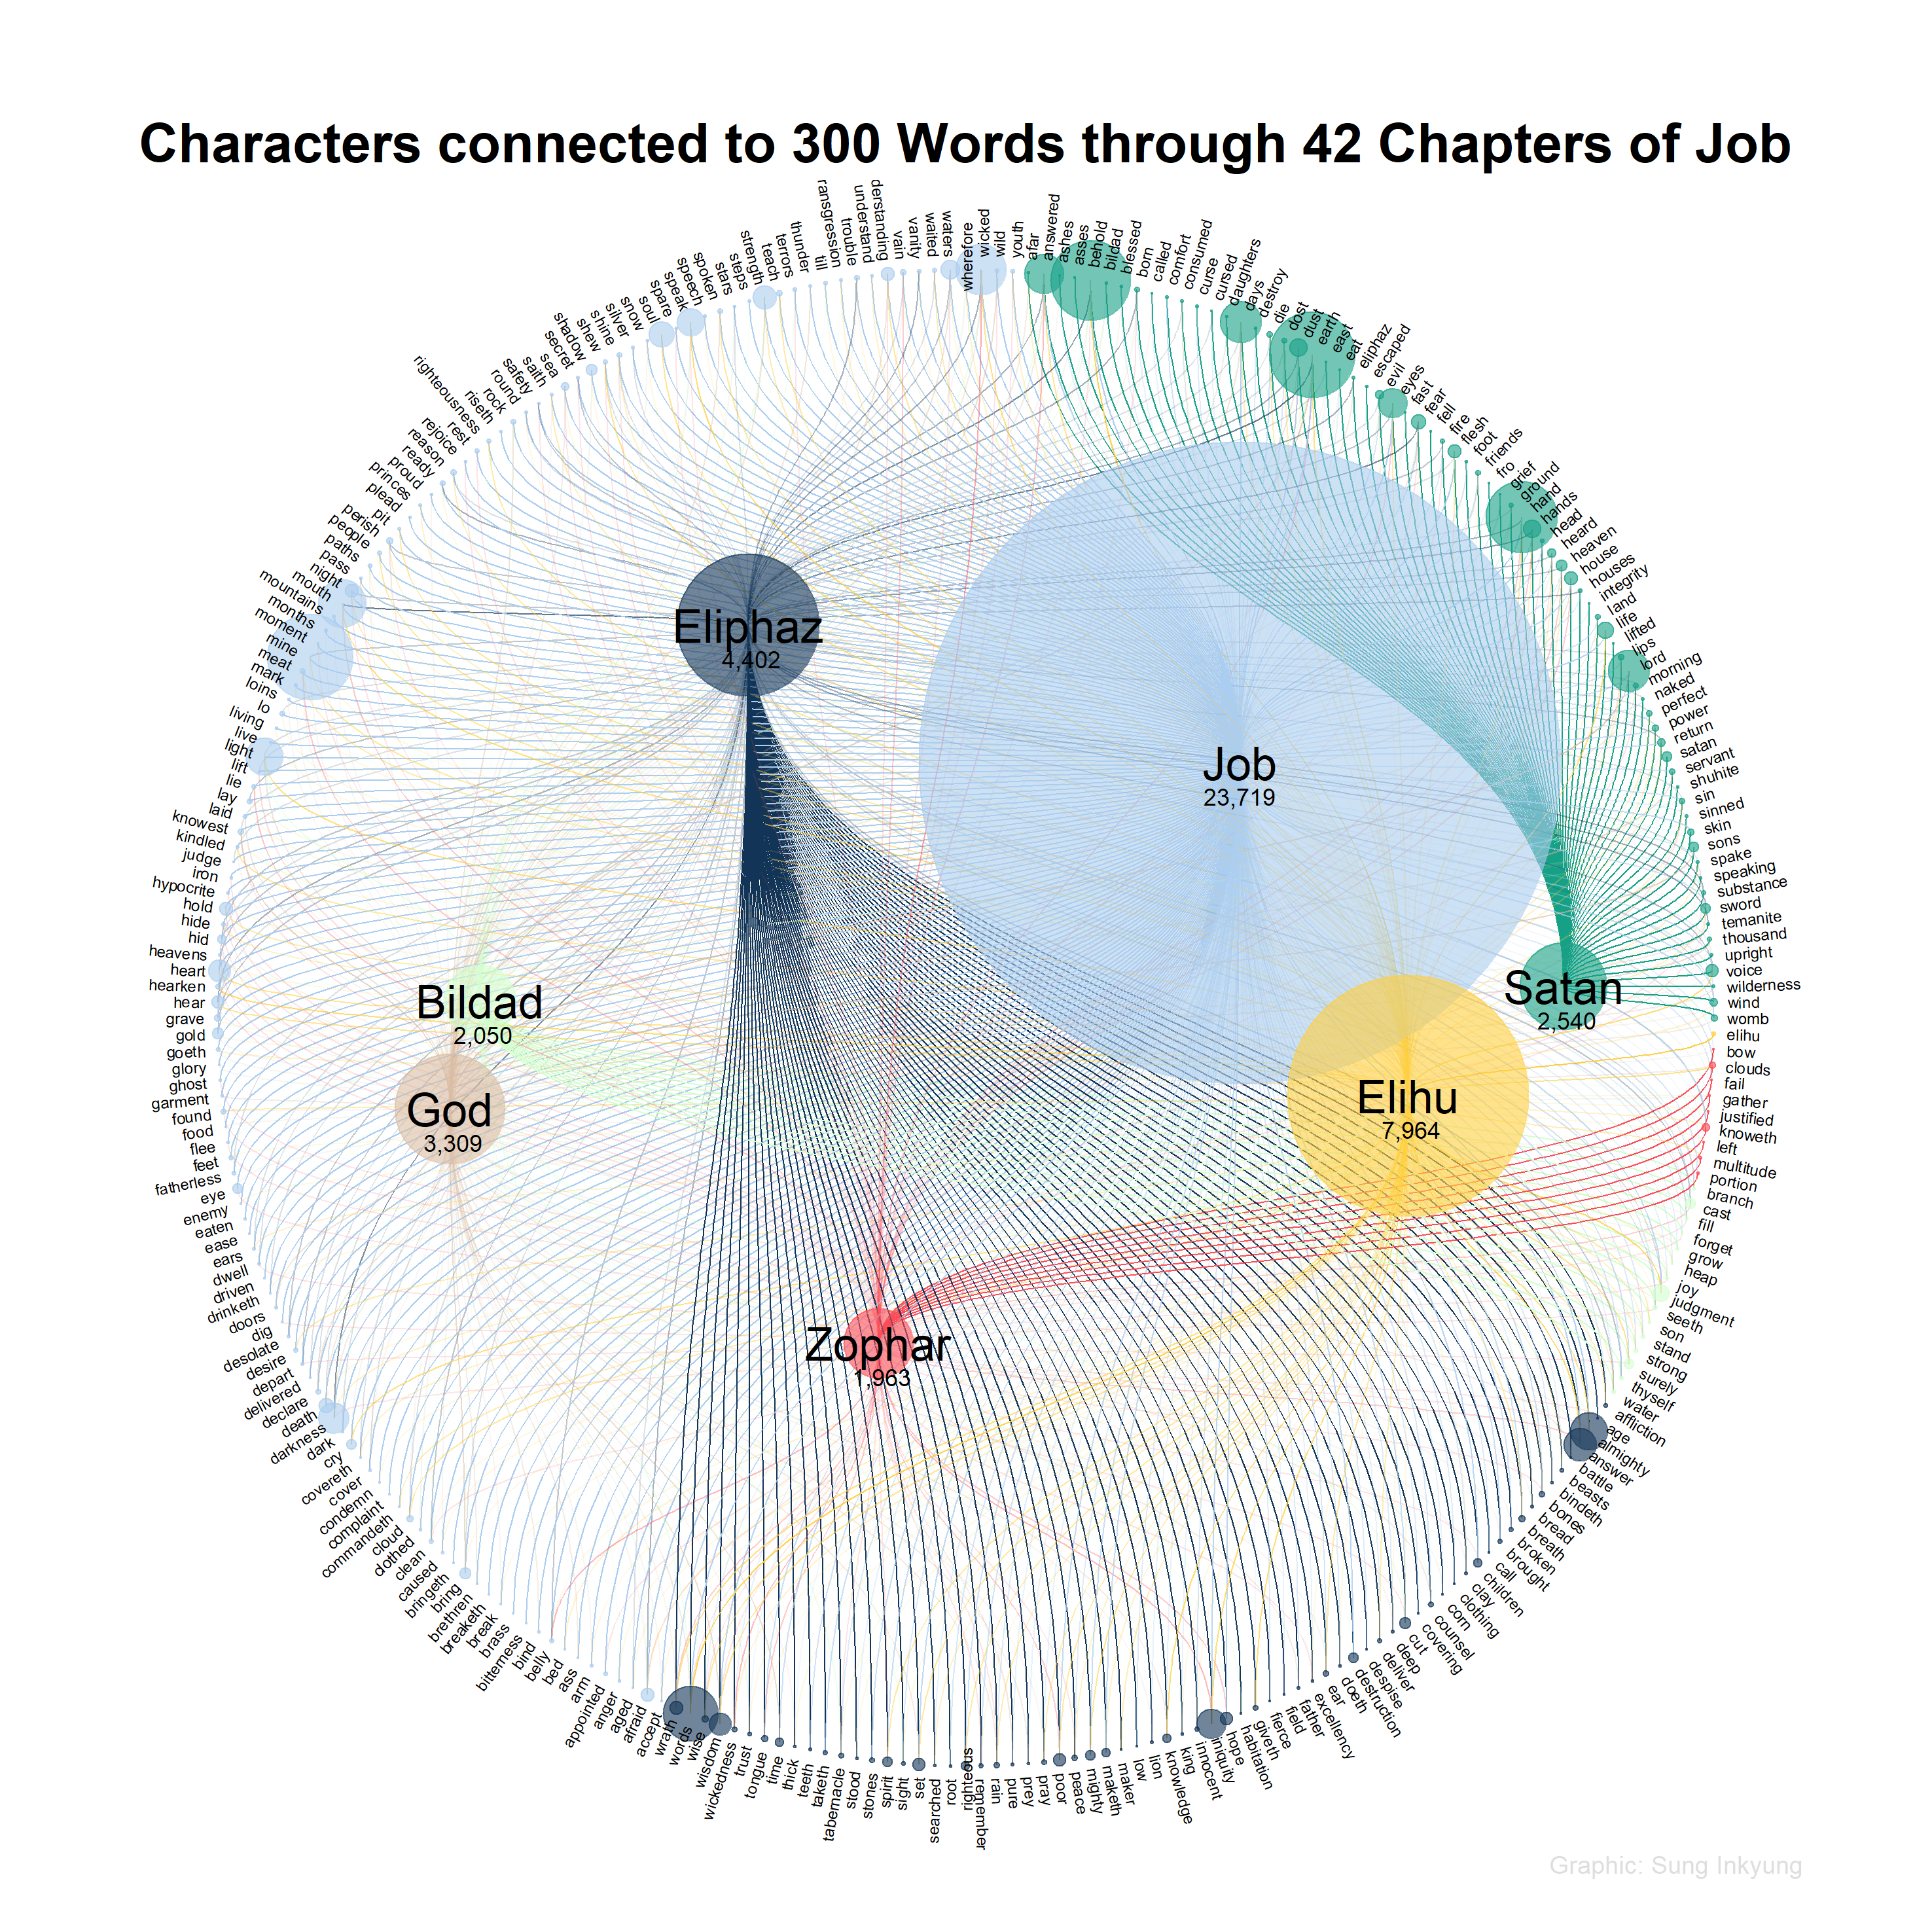 Characters connected to 300 Words through 42 Chapters of Job
Eliphaz
4,402
Job
23,719
Satan
2,540
Bildad
2,050
Elihu
7,964
God
3,309
Zophar
1,963
afar
answered
ashes
asses
behold
bildad
blessed
born
called
comfort
consumed
curse
cursed
daughters
days
destroy
die
dost
dust
earth
east
eat
eliphaz
escaped
evil
eyes
fast
fear
fell
fire
flesh
foot
friends
fro
grief
ground
hand
hands
head
heard
heaven
house
houses
integrity
land
life
lifted
lips
lord
morning
naked
perfect
power
return
satan
servant
shuhite
sin
sinned
skin
sons
spake
speaking
substance
sword
temanite
thousand
upright
voice
wilderness
wind
womb
elihu
bow
clouds
fail
gather
justified
knoweth
left
multitude
portion
branch
cast
fill
forget
grow
heap
joy
judgment
seeth
son
stand
strong
surely
thyself
water
affliction
age
almighty
answer
battle
beasts
bindeth
bones
bread
breath
broken
brought
call
children
clay
clothing
corn
counsel
covering
cut
deep
deliver
despise
destruction
doeth
ear
excellency
father
field
fierce
giveth
habitation
hope
iniquity
innocent
king
knowledge
lion
low
maker
maketh
mighty
peace
poor
pray
prey
pure
rain
remember
righteous
root
searched
set
sight
spirit
stones
stood
tabernacle
taketh
teeth
thick
time
tongue
trust
wickedness
wisdom
wise
words
wrath
accept
afraid
aged
anger
appointed
arm
ass
bed
belly
bind
bitterness
brass
break
breaketh
brethren
bring
bringeth
caused
clean
clothed
cloud
commandeth
complaint
condemn
cover
covereth
cry
dark
darkness
death
declare
delivered
depart
desire
desolate
dig
doors
drinketh
driven
dwell
ears
ease
eaten
enemy
eye
fatherless
feet
flee
food
found
garment
ghost
glory
goeth
gold
grave
hear
hearken
heart
heavens
hid
hide
hold
hypocrite
iron
judge
kindled
knowest
laid
lay
lie
lift
light
live
living
lo
loins
mark
meat
mine
moment
months
mountains
mouth
night
pass
paths
people
perish
pit
plead
princes
proud
ready
reason
rejoice
rest
righteousness
riseth
rock
round
safety
saith
sea
secret
shadow
shew
shine
silver
snow
soul
spare
speak
speech
spoken
stars
steps
strength
teach
terrors
thunder
till
ransgression
trouble
understand
derstanding
vain
vanity
waited
waters
wherefore
wicked
wild
youth
Graphic: Sung Inkyung